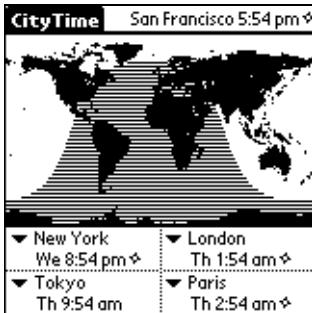 CityTime San Francisco 5:54 pm
New York London
We 8:54 pm Th 1:54 am
Tokyo Paris
Th 9:54 am Th 2:54 am